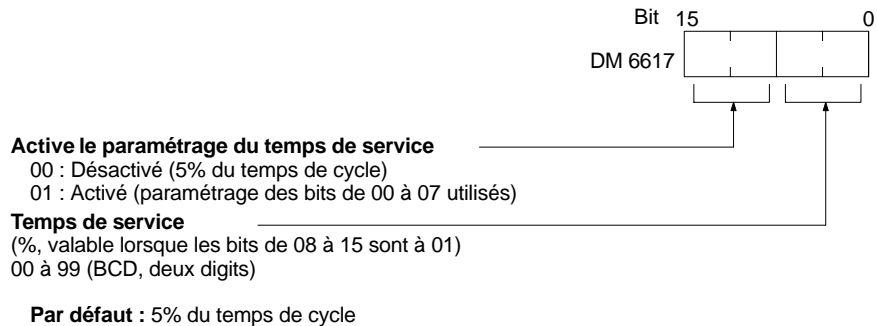 Bit 15 0
DM 6617
Active le paramétrage du temps de service
00 : Désactivé (5% du temps de cycle)
01 : Activé (paramétrage des bits de 00 à 07 utilisés)
Temps de service
(%, valable lorsque les bits de 08 à 15 sont à 01)
00 à 99 (BCD, deux digits)
Par défaut : 5% du temps de cycle